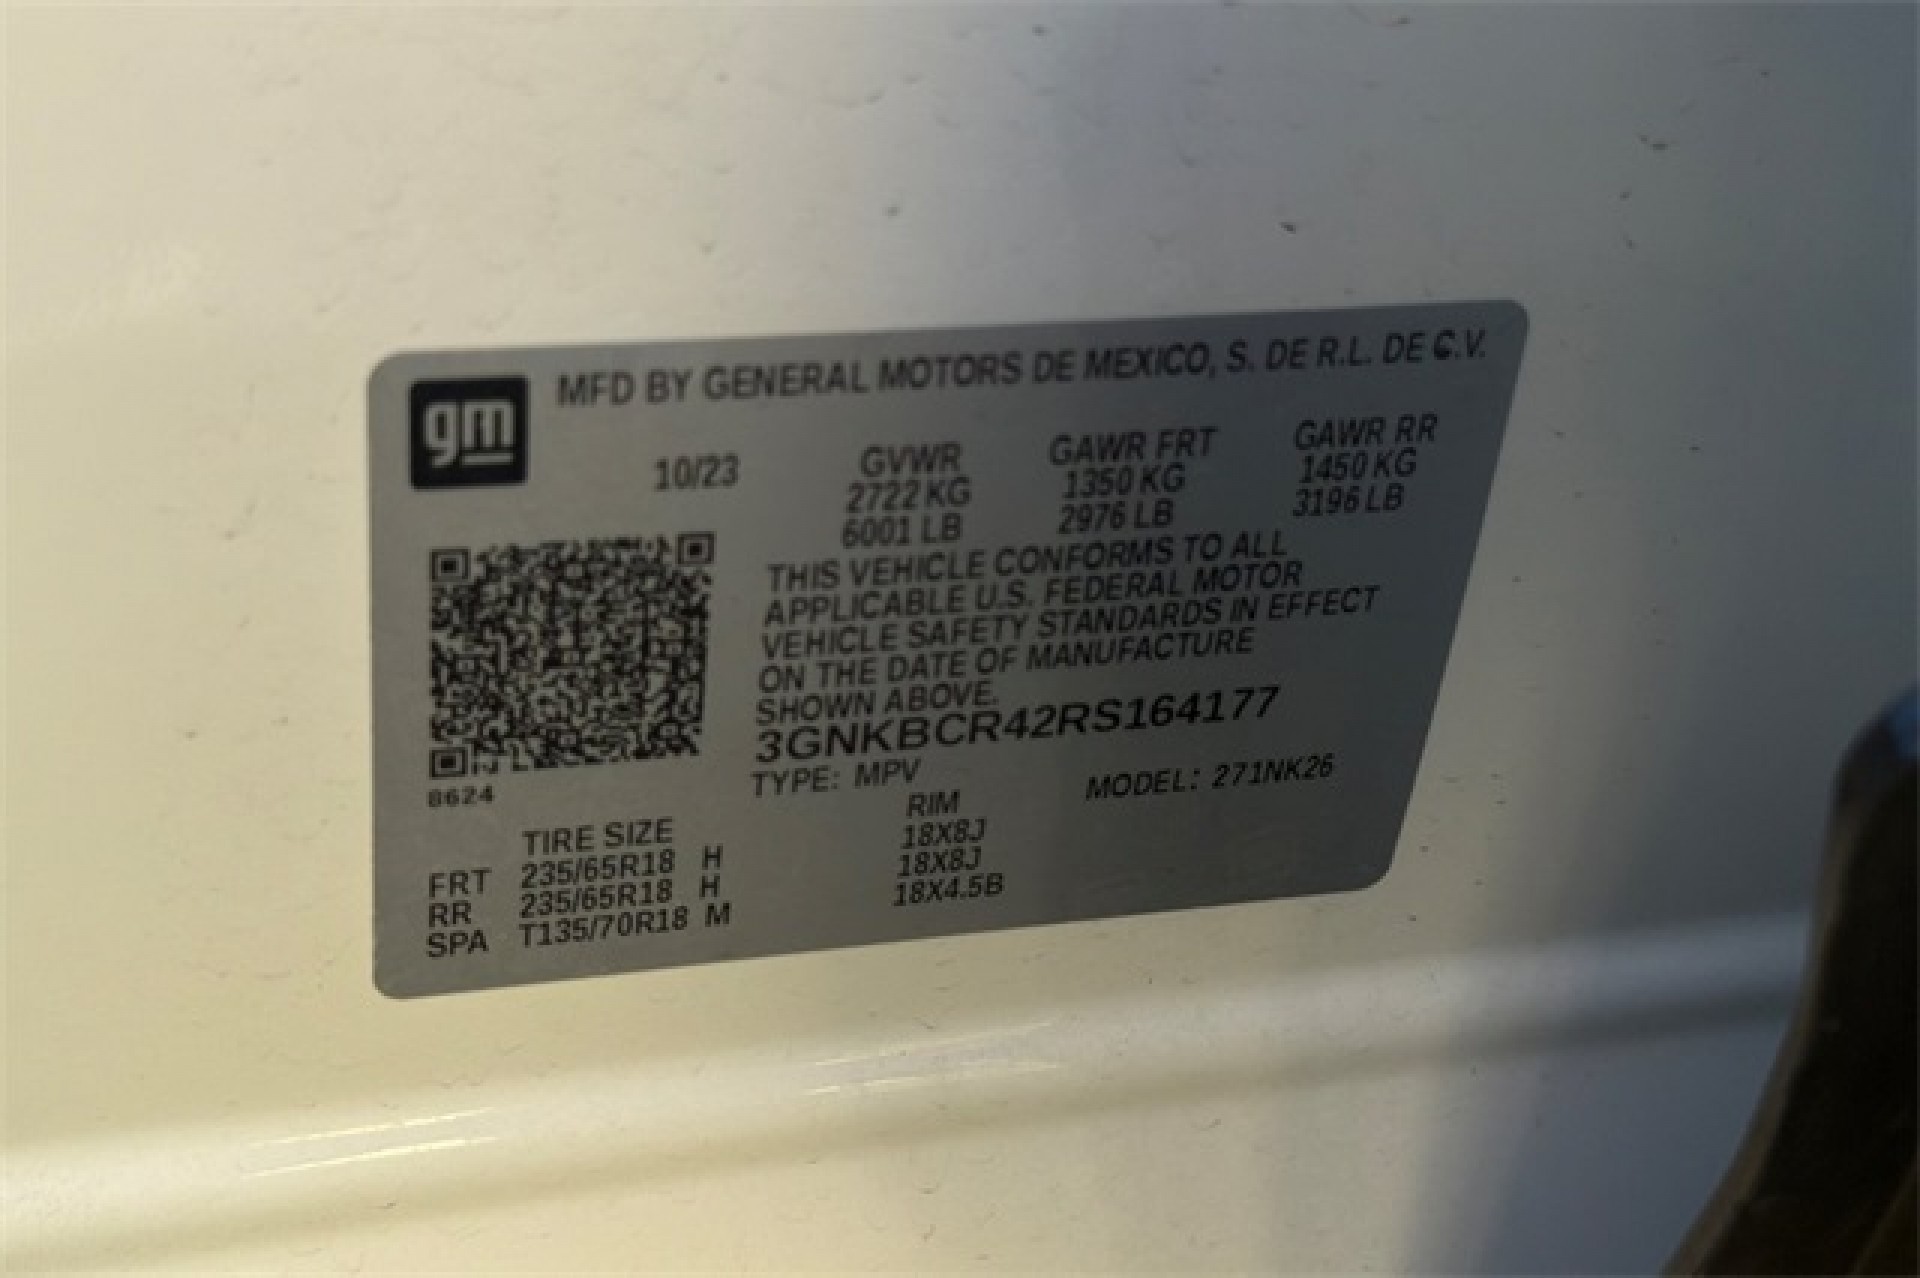 gm
MFD BY GENERAL MOTORS DE MEXICO, S. DE R.L. DE C.V.
10/23 GVWR GAWR FRT GAWR RR
2722 KG 1350 KG 1450 KG
6001 LB 2976 LB 3196 LB
THIS VEHICLE CONFORMS TO ALL
APPLICABLE U.S. FEDERAL MOTOR
VEHICLE SAFETY STANDARDS IN EFFECT
ON THE DATE OF MANUFACTURE
SHOWN ABOVE.
3GNKBCR42RS164177
TYPE: MPV MODEL: 271NK26
8624
TIRE SIZE RIM
FRT 235/65R18 H 18X8J
RR 235/65R18 H 18X8J
SPA T135/70R18 M 18X4.5B